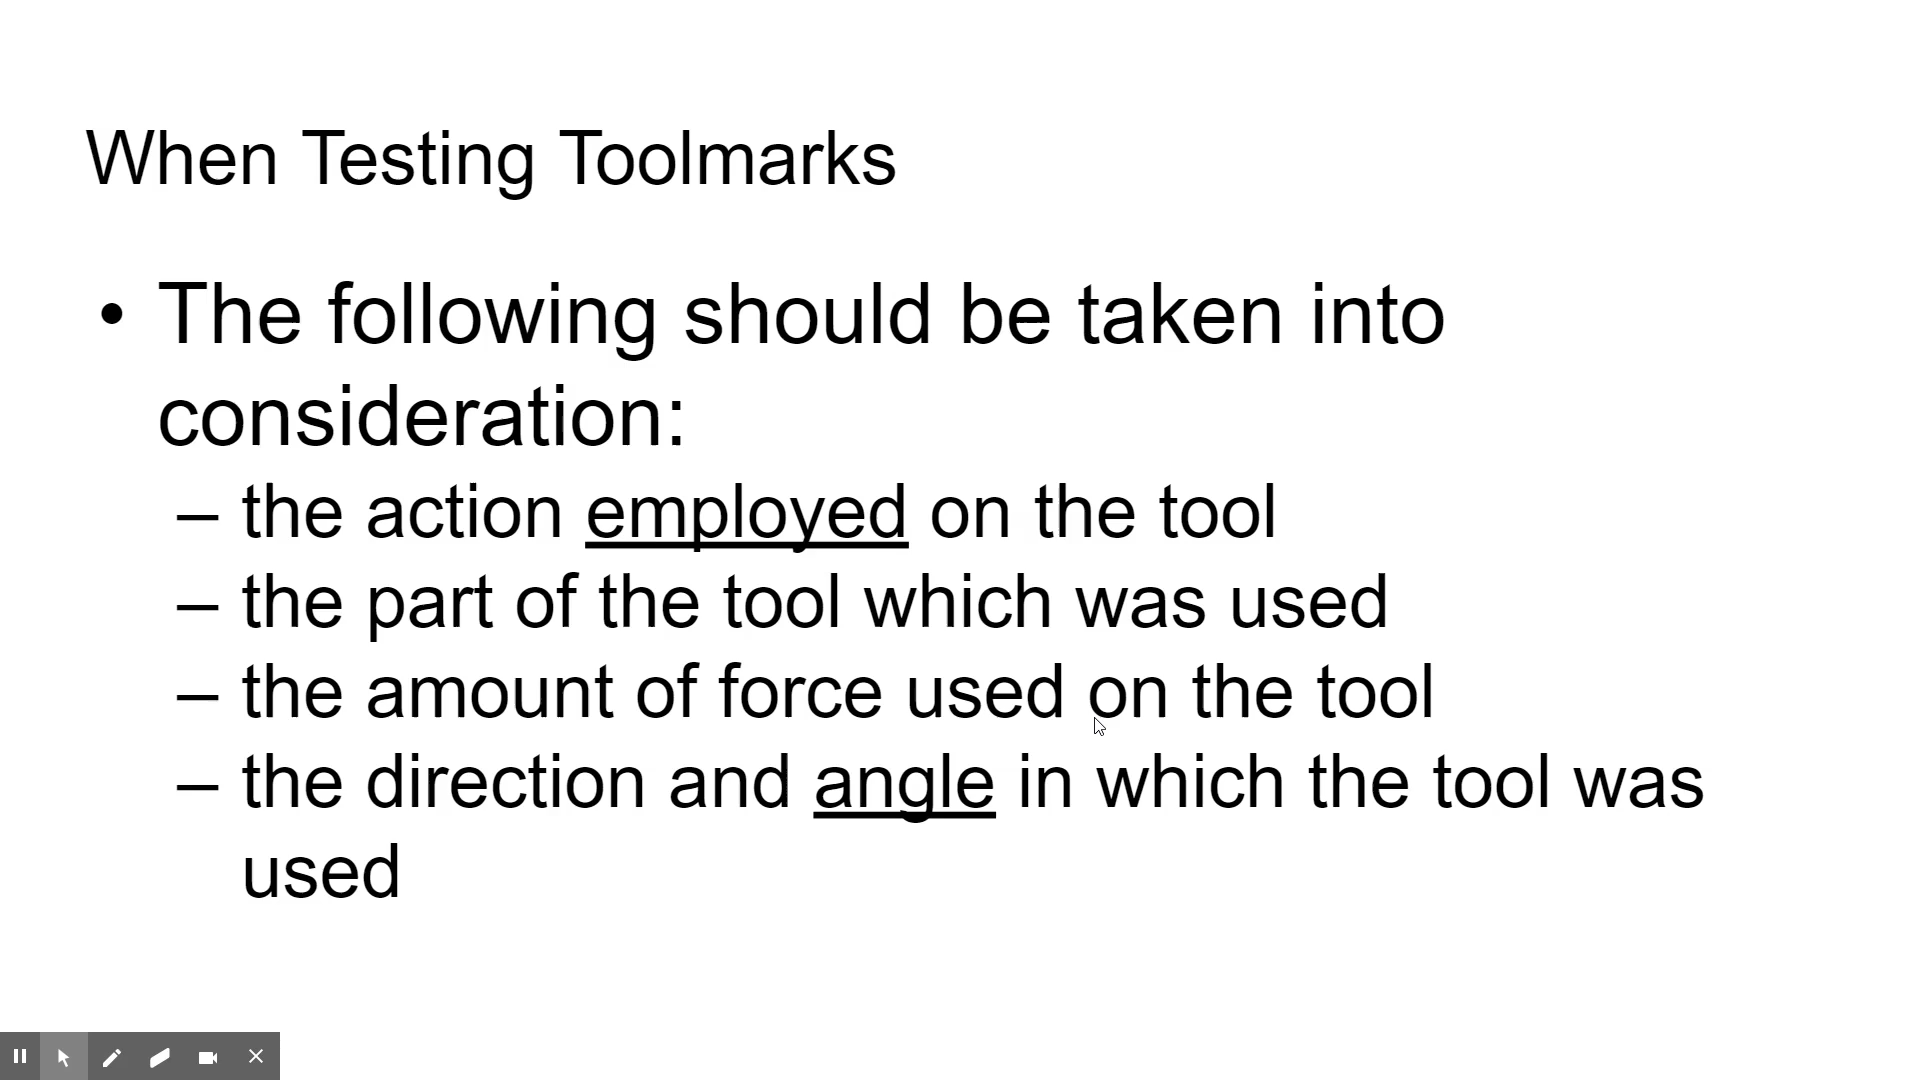 When Testing Toolmarks
• The following should be taken into
consideration:
– the action employed on the tool
– the part of the tool which was used
– the amount of force used on the tool
– the direction and angle in which the tool was
used